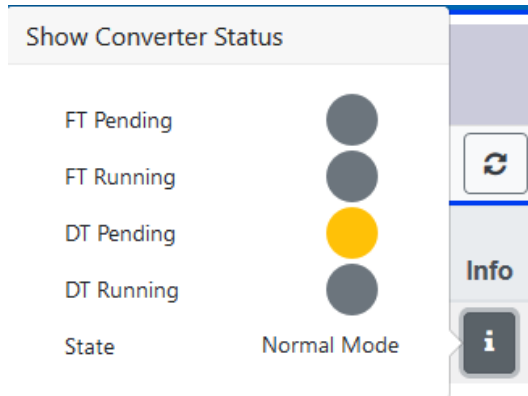 Show Converter Status
FT Pending
FT Running
DT Pending
DT Running
State Normal Mode
Info
i